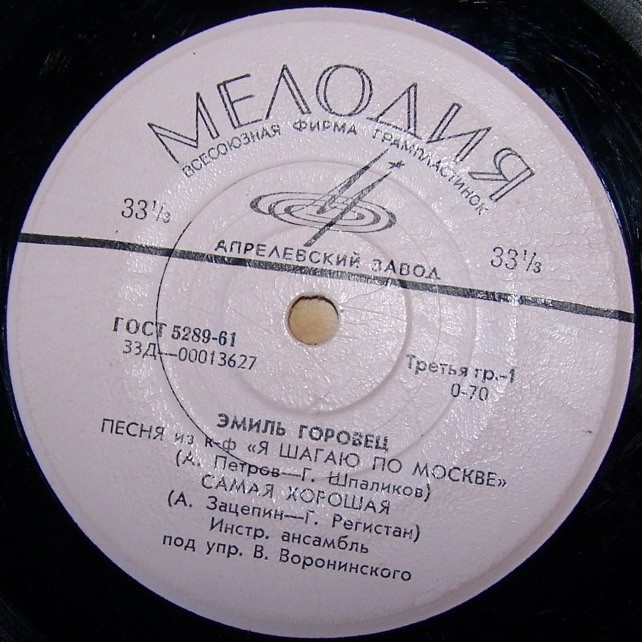 МЕЛОДИЯ
ВСЕСОЮЗНАЯ ФИРМА ГРАМПЛАСТИНОК
33⅓
33⅓
АПРЕЛЕВСКИЙ ЗАВОД
ГОСТ 5289-61
33Д—00013627
Третья гр.-1
0-70
ЭМИЛЬ ГОРОВЕЦ
ПЕСНЯ из к-ф «Я ШАГАЮ ПО МОСКВЕ»
(А. Петров—Г. Шпаликов)
САМАЯ ХОРОШАЯ
(А. Зацепин—Г. Регистан)
Инстр. ансамбль
под упр. В. Воронинского